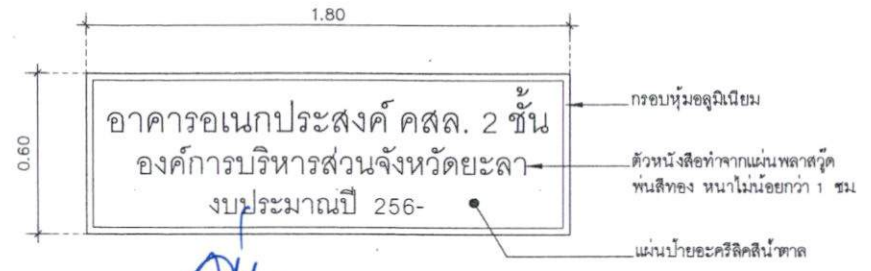 1.80
0.60
อาคารอเนกประสงค์ คสล. 2 ชั้น
องค์การบริหารส่วนจังหวัดยะลา
งบประมาณปี 256-
กรอบหุ้มอลูมิเนียม
ตัวหนังสือทำจากแผ่นพลาสวู๊ด
พ่นสีทอง หนาไม่น้อยกว่า 1 ซม.
แผ่นป้ายอะครีลิคสีน้ำตาล